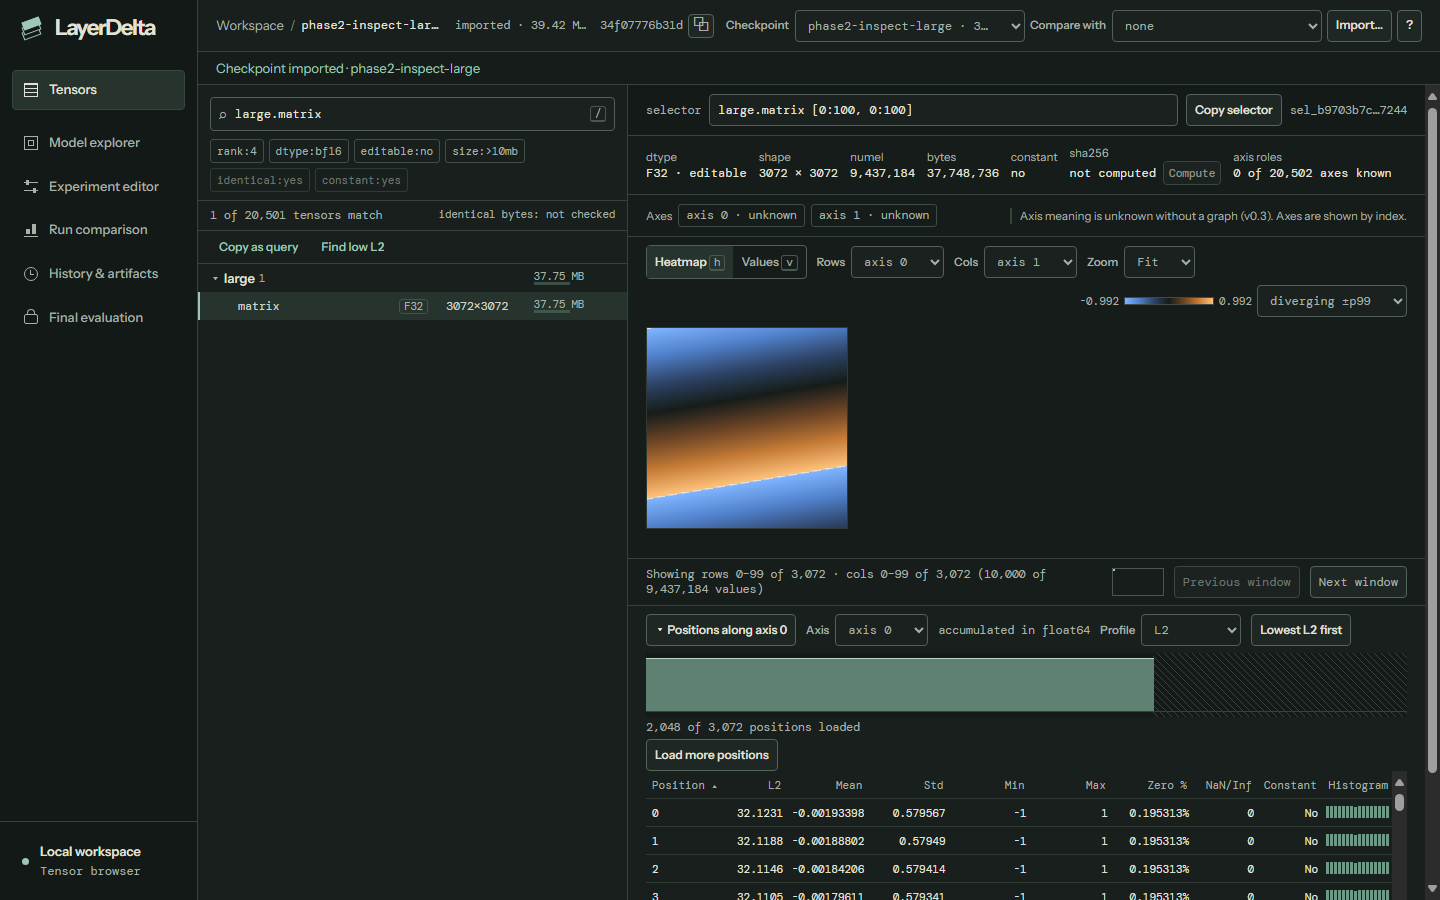 LayerDelta
Workspace / phase2-inspect-lar… imported · 39.42 M… 34f07776b31d Checkpoint phase2-inspect-large · 3… Compare with none Import… ?
Checkpoint imported · phase2-inspect-large
Tensors
Model explorer
Experiment editor
Run comparison
History & artifacts
Final evaluation
Local workspace
Tensor browser
large.matrix /
rank:4 dtype:bf16 editable:no size:>10mb
identical:yes constant:yes
1 of 20,501 tensors match identical bytes: not checked
Copy as query Find low L2
large 1 37.75 MB
matrix F32 3072×3072 37.75 MB
selector large.matrix [0:100, 0:100] Copy selector sel_b9703b7c…7244
dtype shape numel bytes constant sha256 axis roles
F32 · editable 3072 × 3072 9,437,184 37,748,736 no not computed Compute 0 of 20,502 axes known
Axes axis 0 · unknown axis 1 · unknown Axis meaning is unknown without a graph (v0.3). Axes are shown by index.
Heatmap h Values v Rows axis 0 Cols axis 1 Zoom Fit
-0.992 0.992 diverging ±p99
Showing rows 0–99 of 3,072 · cols 0–99 of 3,072 (10,000 of
9,437,184 values)
Previous window Next window
Positions along axis 0 Axis axis 0 accumulated in float64 Profile L2 Lowest L2 first
2,048 of 3,072 positions loaded
Load more positions
Position L2 Mean Std Min Max Zero % NaN/Inf Constant Histogram
0 32.1231 -0.00193398 0.579567 -1 1 0.195313% 0 No
1 32.1188 -0.00188802 0.57949 -1 1 0.195313% 0 No
2 32.1146 -0.00184206 0.579414 -1 1 0.195313% 0 No
3 32.1105 -0.00179611 0.579341 -1 1 0.195313% 0 No